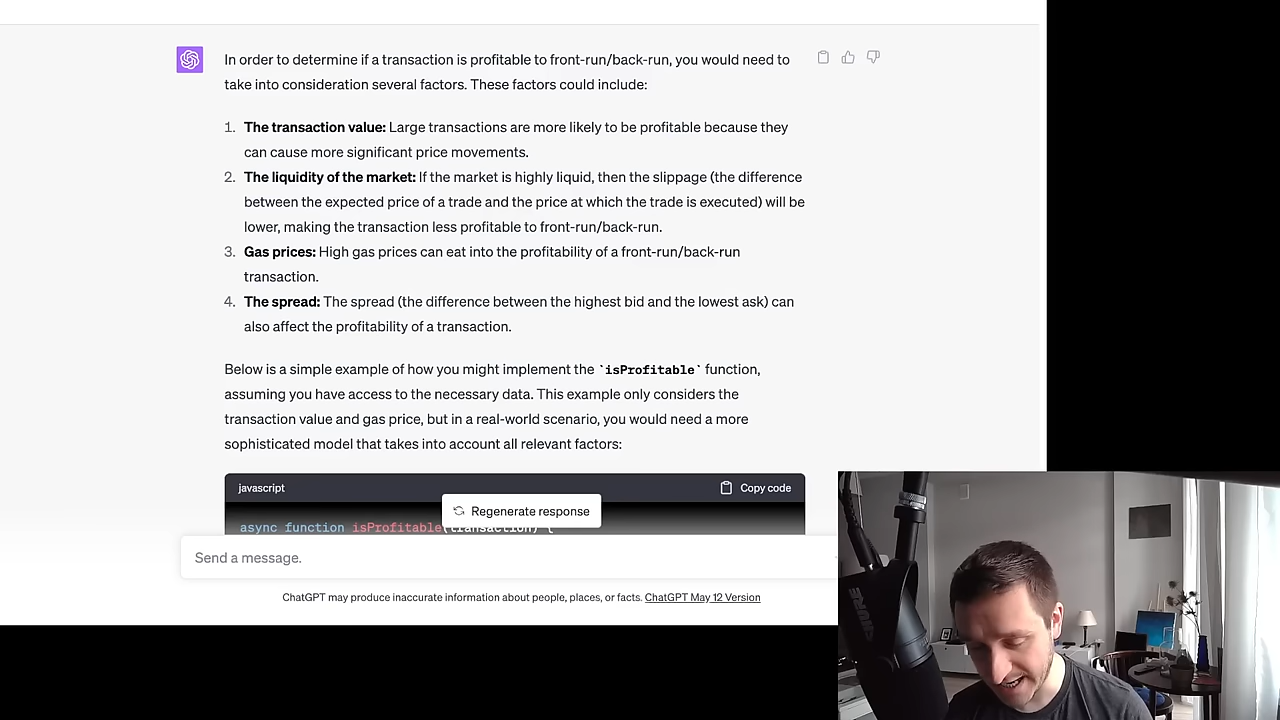 In order to determine if a transaction is profitable to front-run/back-run, you would need to
take into consideration several factors. These factors could include:
1. The transaction value: Large transactions are more likely to be profitable because they
can cause more significant price movements.
2. The liquidity of the market: If the market is highly liquid, then the slippage (the difference
between the expected price of a trade and the price at which the trade is executed) will be
lower, making the transaction less profitable to front-run/back-run.
3. Gas prices: High gas prices can eat into the profitability of a front-run/back-run
transaction.
4. The spread: The spread (the difference between the highest bid and the lowest ask) can
also affect the profitability of a transaction.
Below is a simple example of how you might implement the `isProfitable` function,
assuming you have access to the necessary data. This example only considers the
transaction value and gas price, but in a real-world scenario, you would need a more
sophisticated model that takes into account all relevant factors:
javascript Copy code
Regenerate response
async function isProfitable(transaction) {
Send a message.
ChatGPT may produce inaccurate information about people, places, or facts. ChatGPT May 12 Version
SHURE